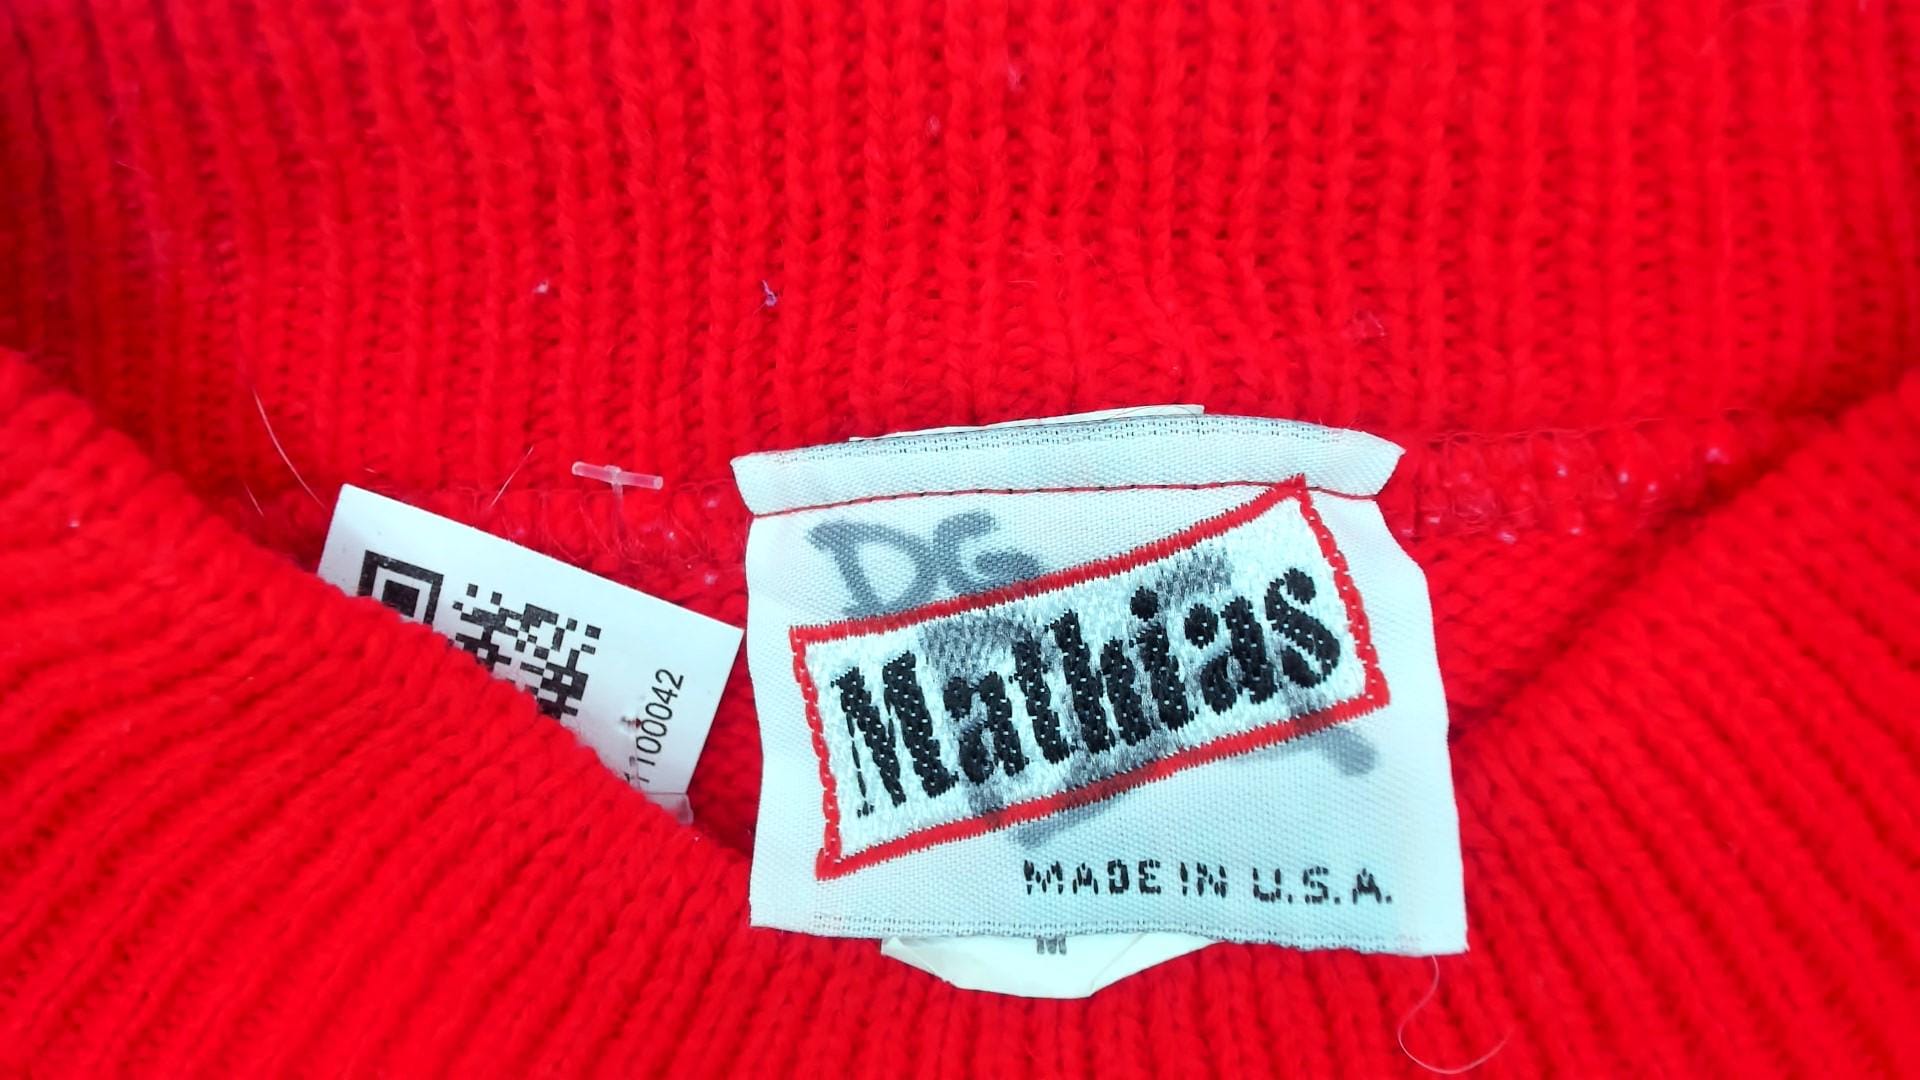 DG
Mathias
MADE IN U.S.A.
M
100042